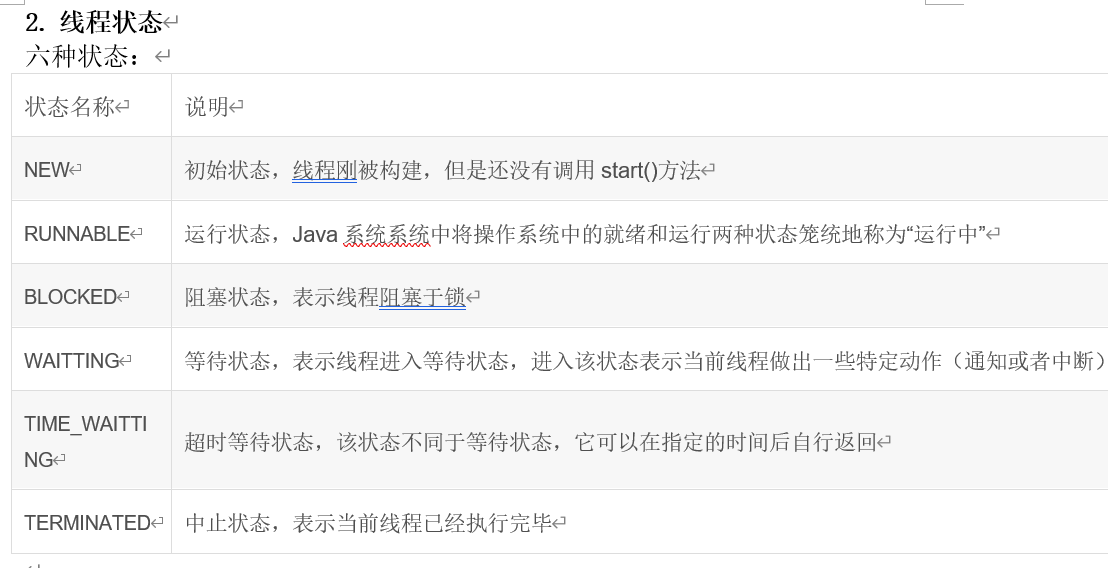 2. 线程状态
六种状态：
状态名称 说明
NEW 初始状态，线程刚被构建，但是还没有调用 start()方法
RUNNABLE 运行状态，Java 系统系统中将操作系统中的就绪和运行两种状态笼统地称为“运行中”
BLOCKED 阻塞状态，表示线程阻塞于锁
WAITTING 等待状态，表示线程进入等待状态，进入该状态表示当前线程做出一些特定动作（通知或者中断）
TIME_WAITTI
NG 超时等待状态，该状态不同于等待状态，它可以在指定的时间后自行返回
TERMINATED 中止状态，表示当前线程已经执行完毕